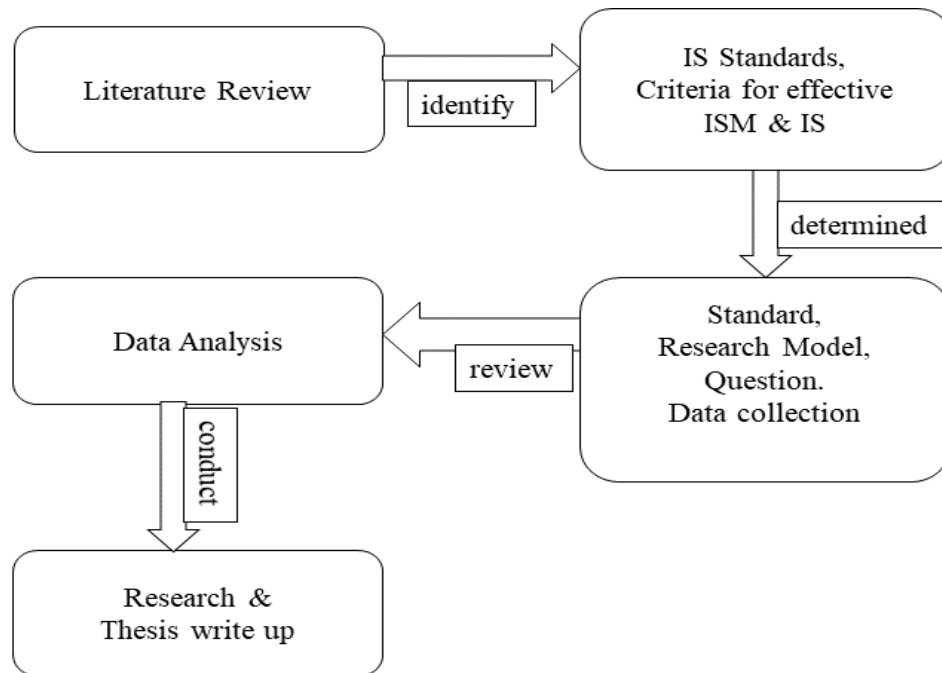 Literature Review
identify
IS Standards,
Criteria for effective
ISM & IS
determined
Standard,
Research Model,
Question.
Data collection
review
Data Analysis
conduct
Research &
Thesis write up